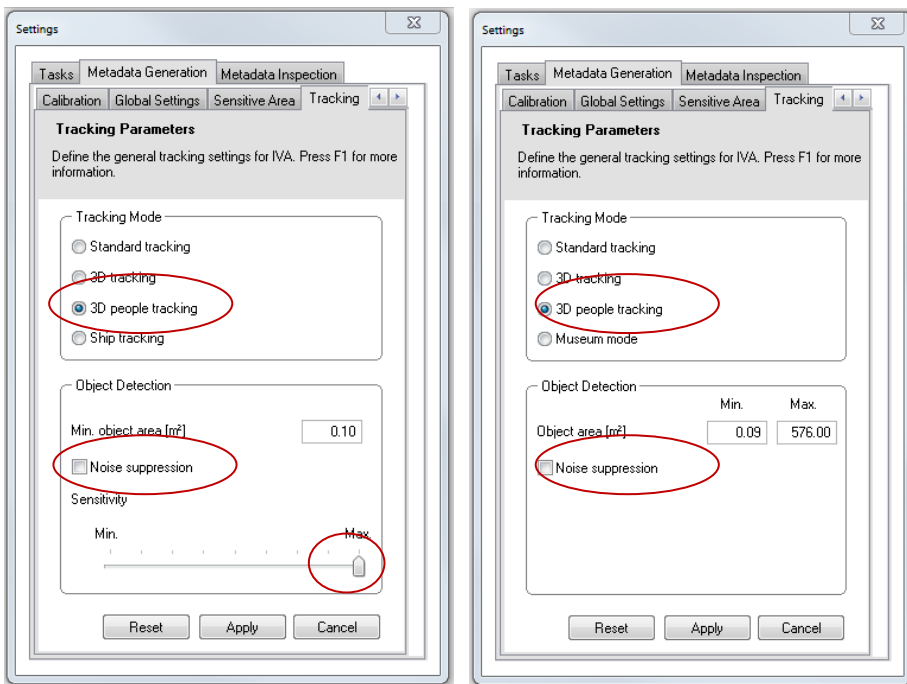 Settings
Tasks Metadata Generation Metadata Inspection
Calibration Global Settings Sensitive Area Tracking
Tracking Parameters
Define the general tracking settings for IVA. Press F1 for more
information.
Tracking Mode
Standard tracking
3D tracking
3D people tracking
Ship tracking
Object Detection
Min. object area [m²] 0.10
Noise suppression
Sensitivity
Min. Max.
Reset Apply Cancel
Settings
Tasks Metadata Generation Metadata Inspection
Calibration Global Settings Sensitive Area Tracking
Tracking Parameters
Define the general tracking settings for IVA. Press F1 for more
information.
Tracking Mode
Standard tracking
3D tracking
3D people tracking
Museum mode
Object Detection
Min. Max.
Object area [m²] 0.09 576.00
Noise suppression
Reset Apply Cancel